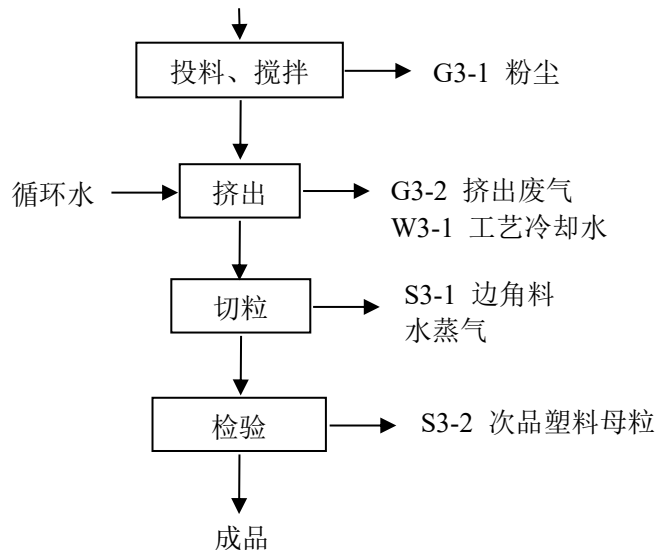 投料、搅拌
G3-1 粉尘
循环水
挤出
G3-2 挤出废气
W3-1 工艺冷却水
切粒
S3-1 边角料
水蒸气
检验
S3-2 次品塑料母粒
成品